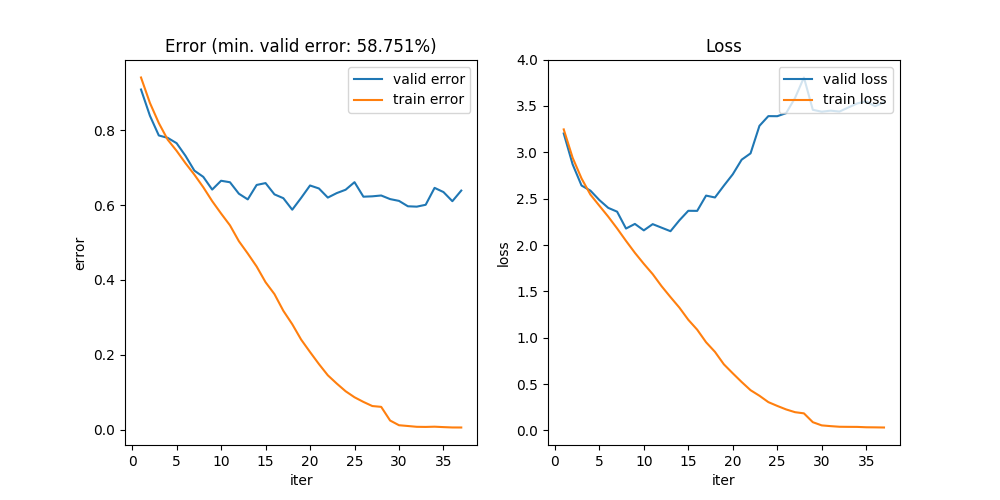 Error (min. valid error: 58.751%)
valid error
train error
0.8
0.6
0.4
0.2
0.0
error
0 5 10 15 20 25 30 35
iter
Loss
valid loss
train loss
4.0
3.5
3.0
2.5
2.0
1.5
1.0
0.5
0.0
loss
0 5 10 15 20 25 30 35
iter